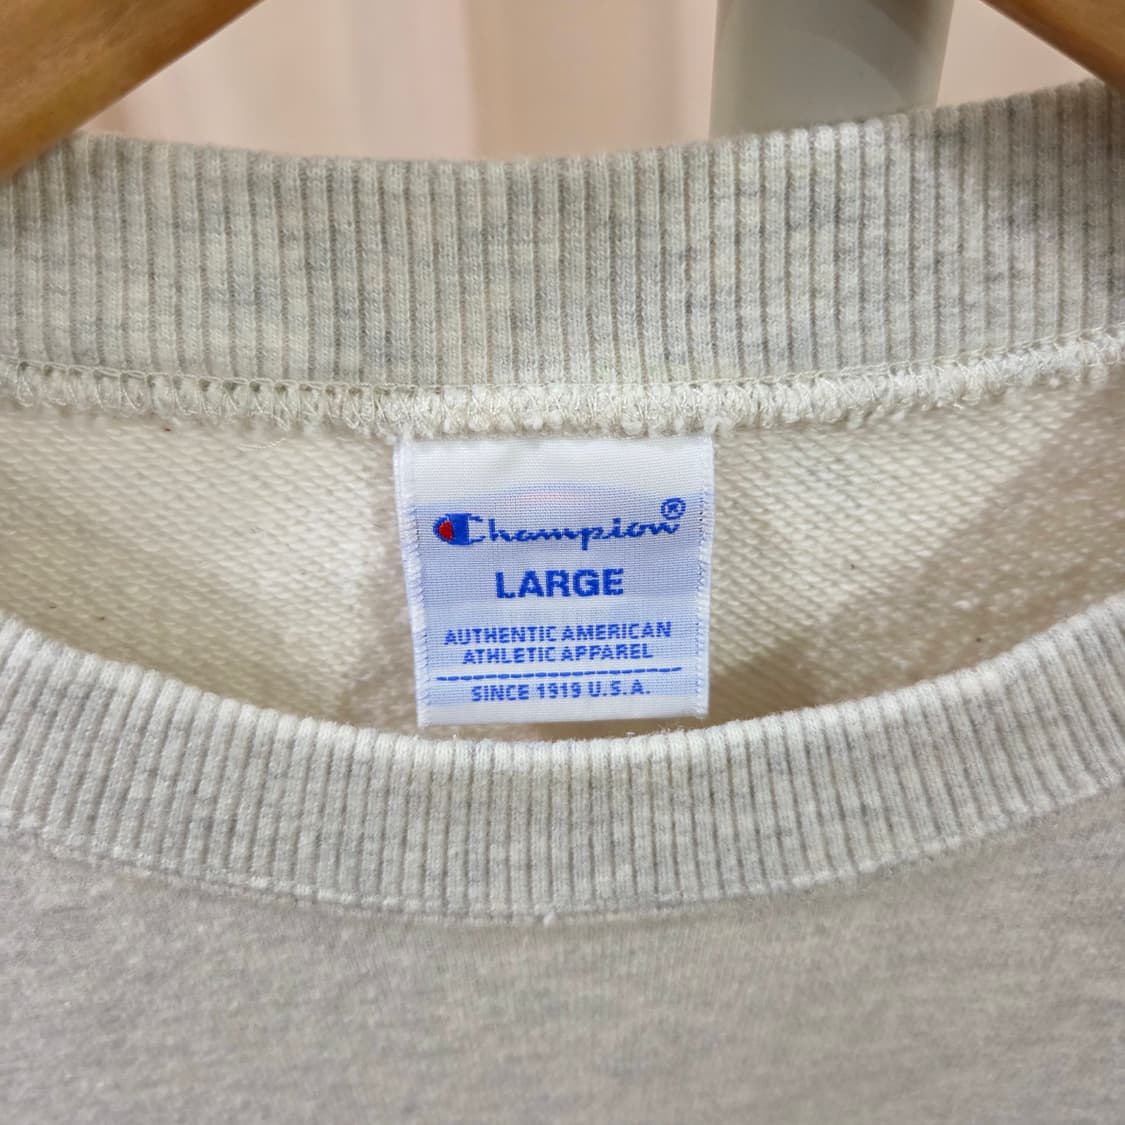 Champion®
LARGE
AUTHENTIC AMERICAN
ATHLETIC APPAREL
SINCE 1919 U.S.A.